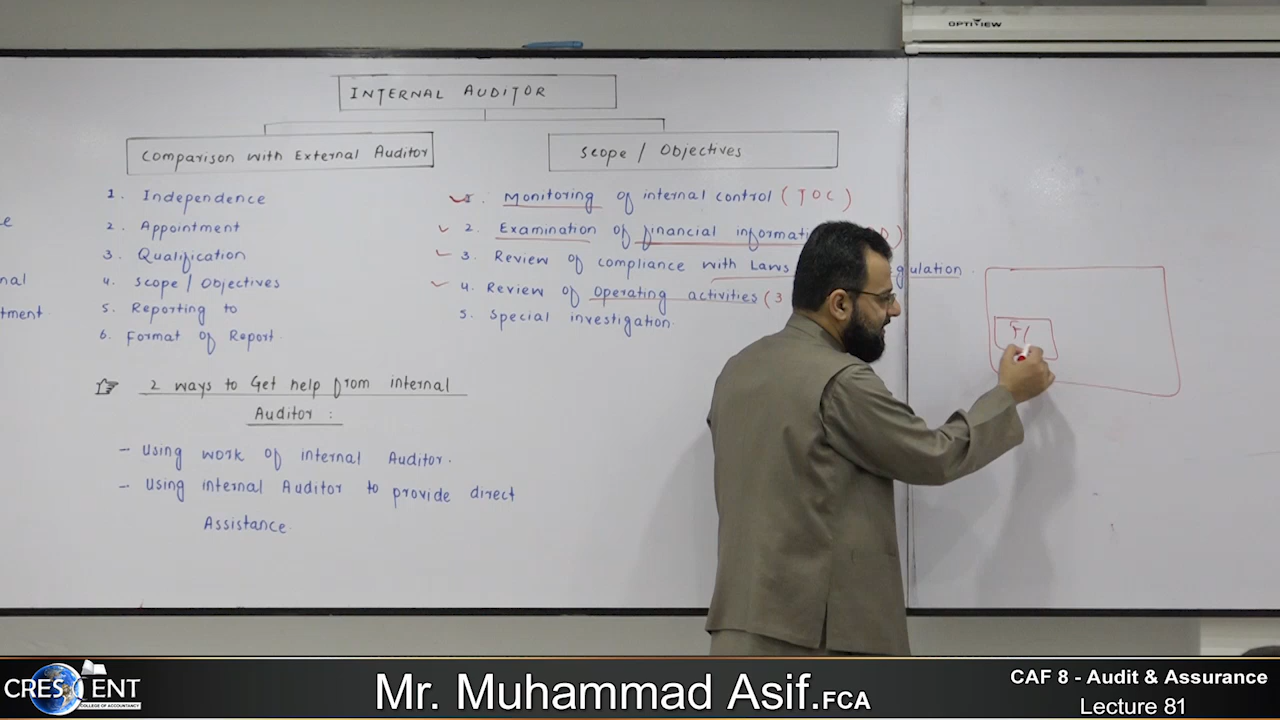 OPTIVIEW
INTERNAL AUDITOR
Comparison with External Auditor
Scope / Objectives
1. Independence
2. Appointment
3. Qualification
4. Scope / Objectives
5. Reporting to
6. Format of Report.
1. Monitoring of internal control (TOC)
2. Examination of financial
3. Review of compliance with Laws
4. Review of Operating activities (3
5. Special investigation.
2 ways to Get help from internal
Auditor :
- Using work of internal Auditor.
- Using internal Auditor to provide direct
Assistance.
CRESCENT
COLLEGE OF ACCOUNTANCY
Mr. Muhammad Asif.FCA
CAF 8 - Audit & Assurance
Lecture 81